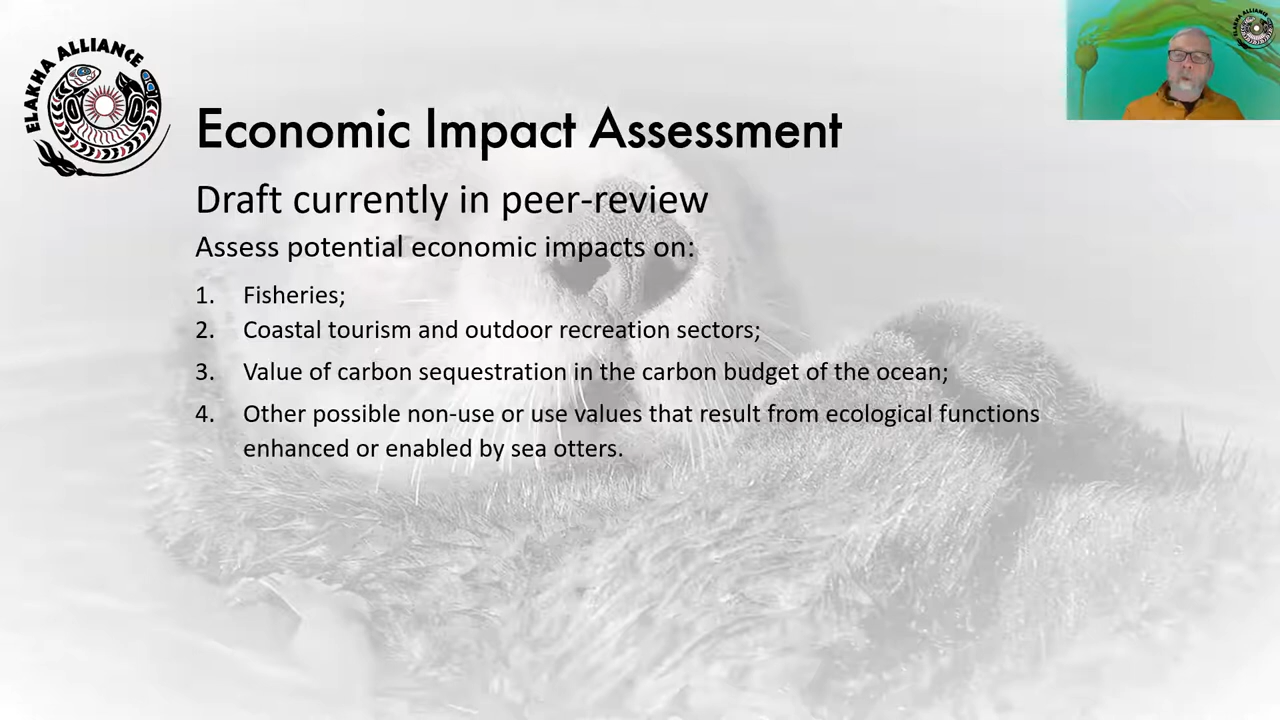 ELAKHA ALLIANCE
Economic Impact Assessment
Draft currently in peer-review
Assess potential economic impacts on:
1. Fisheries;
2. Coastal tourism and outdoor recreation sectors;
3. Value of carbon sequestration in the carbon budget of the ocean;
4. Other possible non-use or use values that result from ecological functions
enhanced or enabled by sea otters.